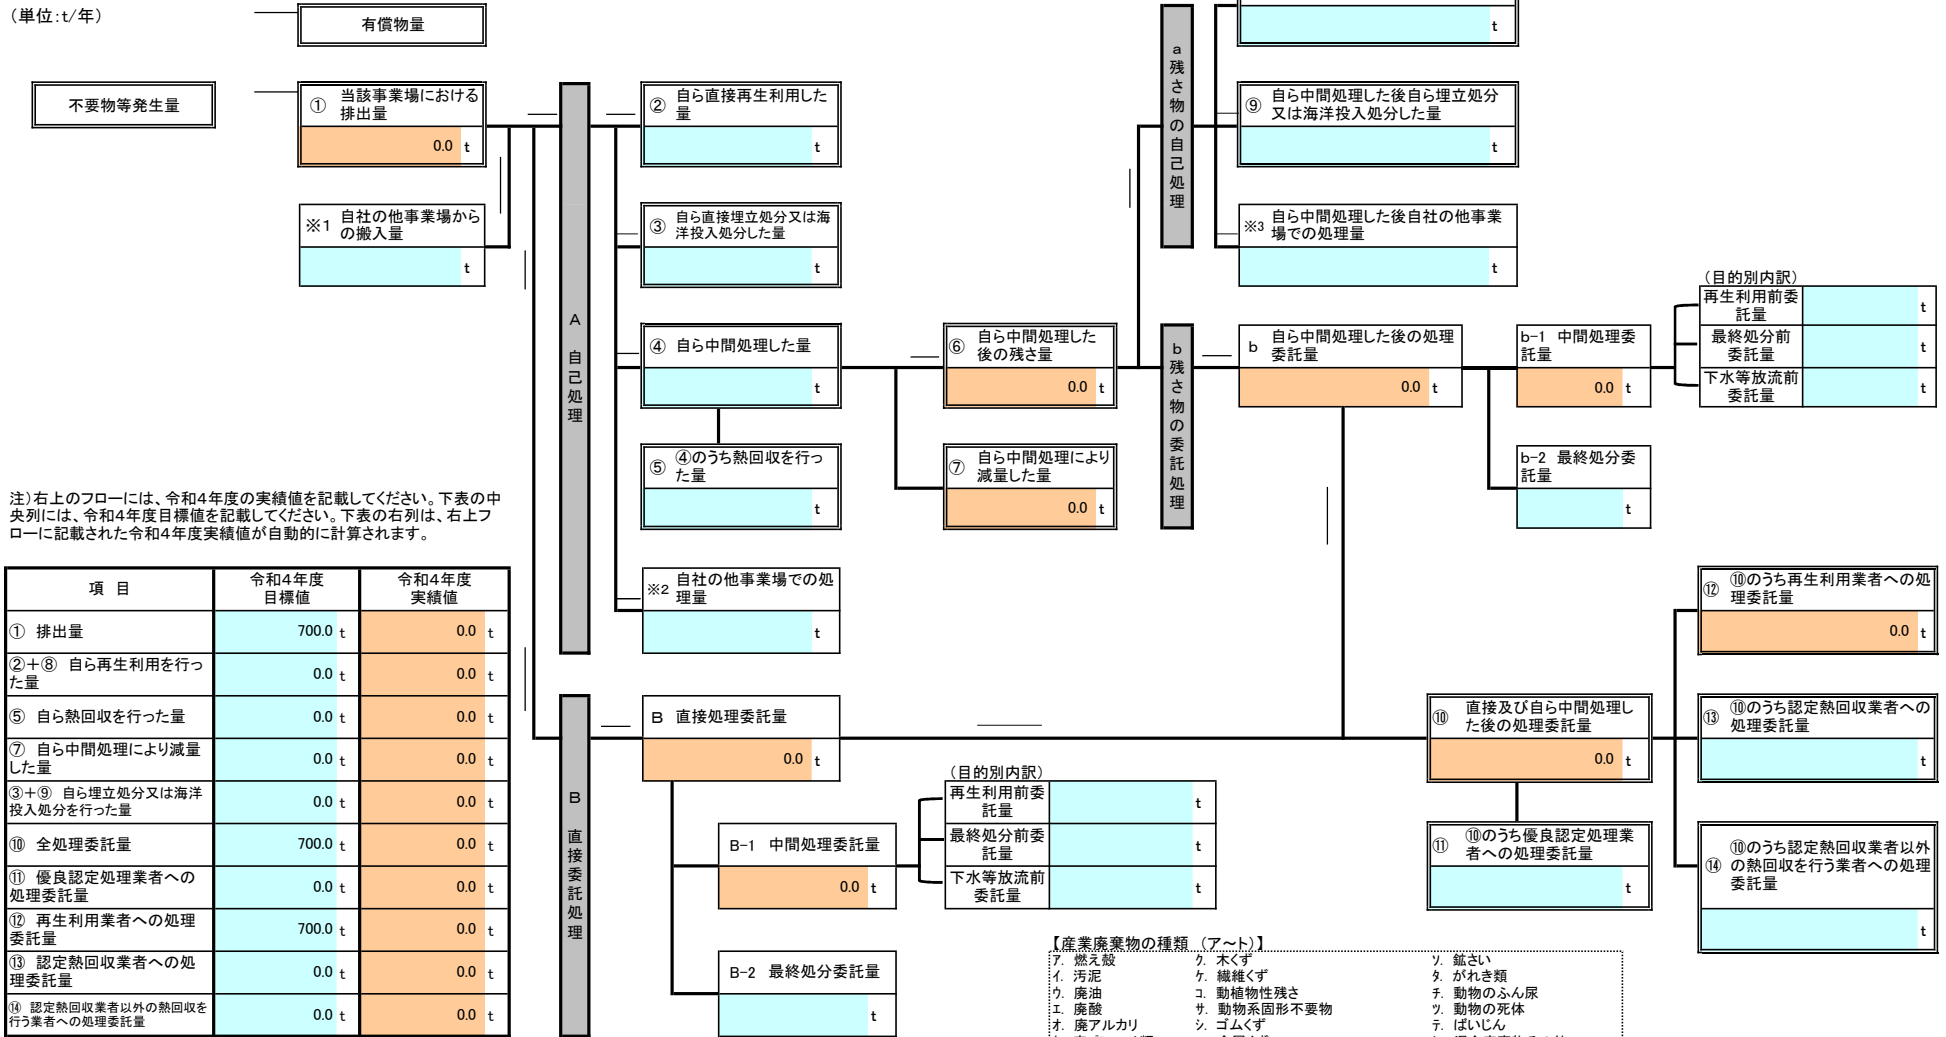 （単位：t/年）
有償物量
不要物等発生量
① 当該事業場における
排出量
0.0 t
※1 自社の他事業場から
の搬入量
t
A 自己処理
② 自ら直接再生利用した
量
t
③ 自ら直接埋立処分又は海
洋投入処分した量
t
④ 自ら中間処理した量
t
⑤ ④のうち熱回収を行っ
た量
t
※2 自社の他事業場での処
理量
t
⑥ 自ら中間処理した
後の残さ量
0.0 t
⑦ 自ら中間処理により
減量した量
0.0 t
a 残さ物の自己処理
t
⑨ 自ら中間処理した後自ら埋立処分
又は海洋投入処分した量
t
※3 自ら中間処理した後自社の他事業
場での処理量
t
b 残さ物の委託処理
b 自ら中間処理した後の処理
委託量
0.0 t
b-1 中間処理委
託量
0.0 t
b-2 最終処分委
託量
t
（目的別内訳）
再生利用前委
託量
t
最終処分前
委託量
t
下水等放流前
委託量
t
注）右上のフローには、令和４年度の実績値を記載してください。下表の中
央列には、令和４年度目標値を記載してください。下表の右列は、右上フ
ローに記載された令和４年度実績値が自動的に計算されます。
項 目
令和4年度
目標値
令和4年度
実績値
① 排出量 700.0 t 0.0 t
②＋⑧ 自ら再生利用を行っ
た量 0.0 t 0.0 t
⑤ 自ら熱回収を行った量 0.0 t 0.0 t
⑦ 自ら中間処理により減量
した量 0.0 t 0.0 t
③＋⑨ 自ら埋立処分又は海洋
投入処分を行った量 0.0 t 0.0 t
⑩ 全処理委託量 700.0 t 0.0 t
⑪ 優良認定処理業者への
処理委託量 0.0 t 0.0 t
⑫ 再生利用業者への処理
委託量 700.0 t 0.0 t
⑬ 認定熱回収業者への処
理委託量 0.0 t 0.0 t
⑭ 認定熱回収業者以外の熱回収を
行う業者への処理委託量 0.0 t 0.0 t
B 直接委託処理
B 直接処理委託量
0.0 t
B-1 中間処理委託量
0.0 t
B-2 最終処分委託量
t
（目的別内訳）
再生利用前委
託量
t
最終処分前委
託量
t
下水等放流前
委託量
t
⑩ 直接及び自ら中間処理し
た後の処理委託量
0.0 t
⑪ ⑩のうち優良認定処理業
者への処理委託量
t
⑫ ⑩のうち再生利用業者への処
理委託量
0.0 t
⑬ ⑩のうち認定熱回収業者への
処理委託量
t
⑭ ⑩のうち認定熱回収業者以外
の熱回収を行う業者への処理
委託量
t
【産業廃棄物の種類 （ア～ト）】
ア. 燃え殻 ク. 木くず ソ. 鉱さい
イ. 汚泥 ケ. 繊維くず タ. がれき類
ウ. 廃油 コ. 動植物性残さ チ. 動物のふん尿
エ. 廃酸 サ. 動物系固形不要物 ツ. 動物の死体
オ. 廃アルカリ シ. ゴムくず テ. ばいじん